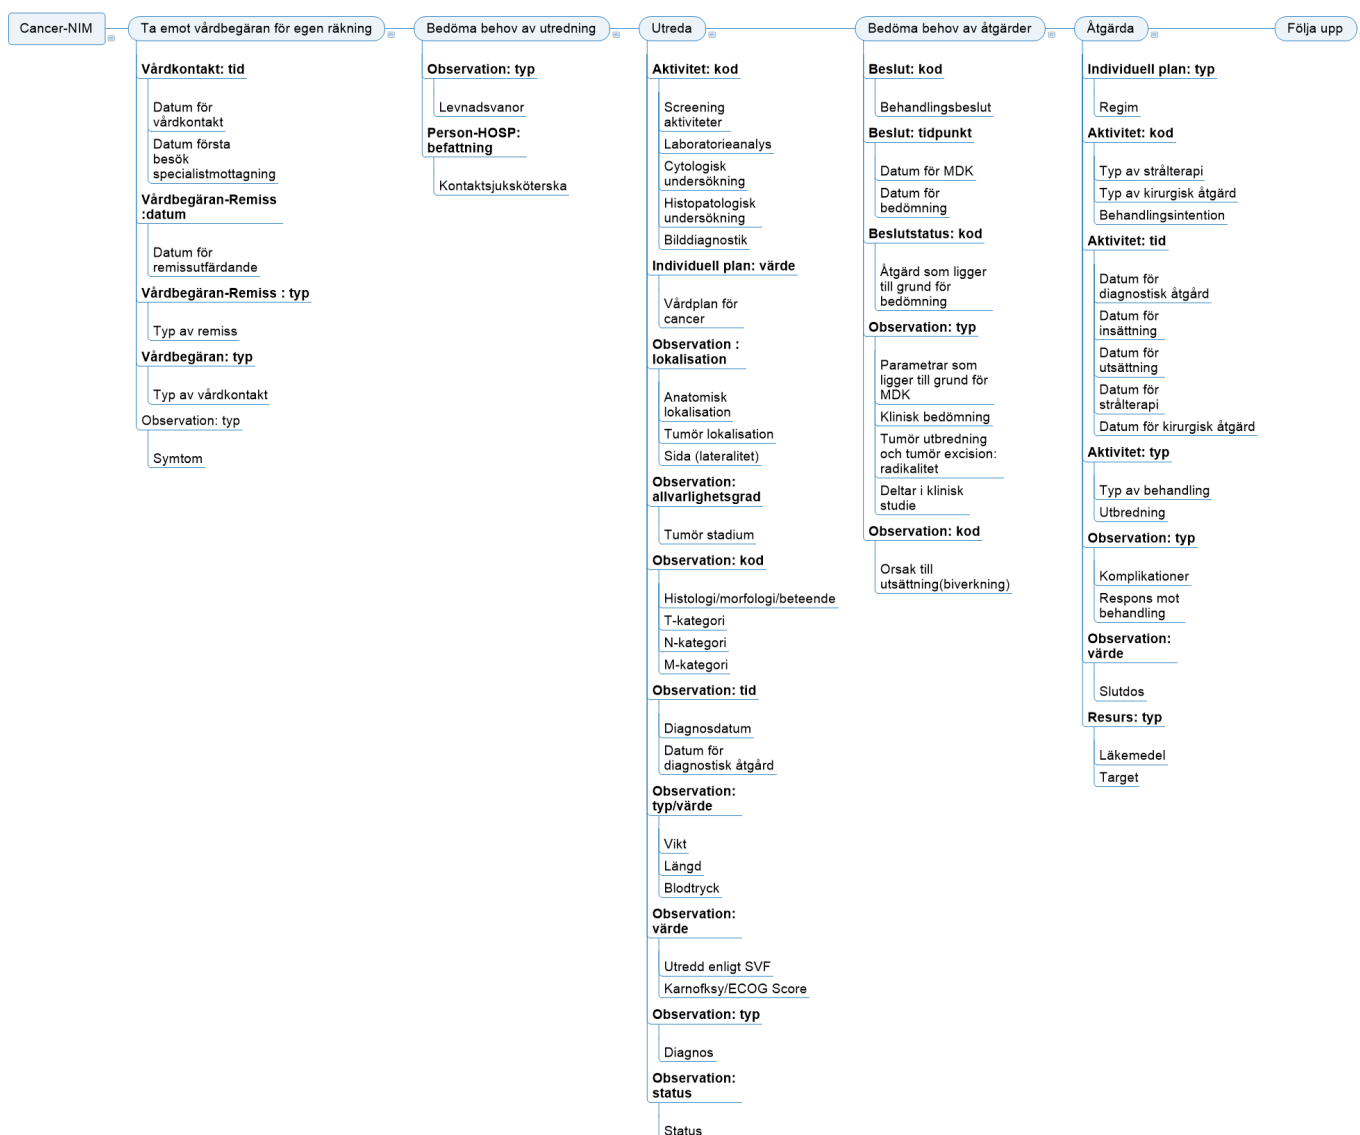 Cancer-NIM
Ta emot vårdbegäran för egen räkning
Bedöma behov av utredning
Utreda
Bedöma behov av åtgärder
Åtgärda
Följa upp
Vårdkontakt: tid
Datum för
vårdkontakt
Datum första
besök
specialistmottagning
Vårdbegäran-Remiss
:datum
Datum för
remissutfärdande
Vårdbegäran-Remiss : typ
Typ av remiss
Vårdbegäran: typ
Typ av vårdkontakt
Observation: typ
Symtom
Observation: typ
Levnadsvanor
Person-HOSP:
befattning
Kontaktsjuksköterska
Aktivitet: kod
Screening
aktiviteter
Laboratorieanalys
Cytologisk
undersökning
Histopatologisk
undersökning
Bilddiagnostik
Individuell plan: värde
Vårdplan för
cancer
Observation :
lokalisation
Anatomisk
lokalisation
Tumör lokalisation
Sida (lateralitet)
Observation:
allvarlighetsgrad
Tumör stadium
Observation: kod
Histologi/morfologi/beteende
T-kategori
N-kategori
M-kategori
Observation: tid
Diagnosdatum
Datum för
diagnostisk åtgärd
Observation:
typ/värde
Vikt
Längd
Blodtryck
Observation:
värde
Utredd enligt SVF
Karnofksy/ECOG Score
Observation: typ
Diagnos
Observation:
status
Status
Beslut: kod
Behandlingsbeslut
Beslut: tidpunkt
Datum för MDK
Datum för
bedömning
Beslutstatus: kod
Åtgärd som ligger
till grund för
bedömning
Observation: typ
Parametrar som
ligger till grund för
MDK
Klinisk bedömning
Tumör utbredning
och tumör excision:
radikalitet
Deltar i klinisk
studie
Observation: kod
Orsak till
utsättning(biverkning)
Individuell plan: typ
Regim
Aktivitet: kod
Typ av strålterapi
Typ av kirurgisk åtgärd
Behandlingsintention
Aktivitet: tid
Datum för
diagnostisk åtgård
Datum för
insättning
Datum för
utsättning
Datum för
strålterapi
Datum för kirurgisk åtgärd
Aktivitet: typ
Typ av behandling
Utbredning
Observation: typ
Komplikationer
Respons mot
behandling
Observation:
värde
Slutdos
Resurs: typ
Läkemedel
Target